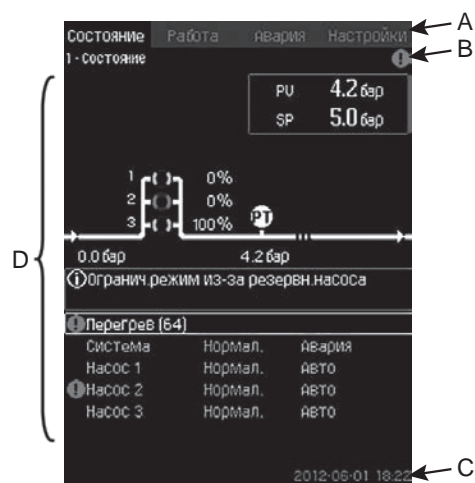 Состояние Работа Авария Настройки A
1 - Состояние B
PV 4.2 бар
SP 5.0 бар
1 0%
2 0%
3 100% PT
D
0.0 бар 4.2 бар
Огранич.режим из-за резервн.насоса
Перегрев (64)
Система Нормал. Авария
Насос 1 Нормал. Авто
Насос 2 Нормал. Авто
Насос 3 Нормал. Авто
2012-06-01 18:22 C